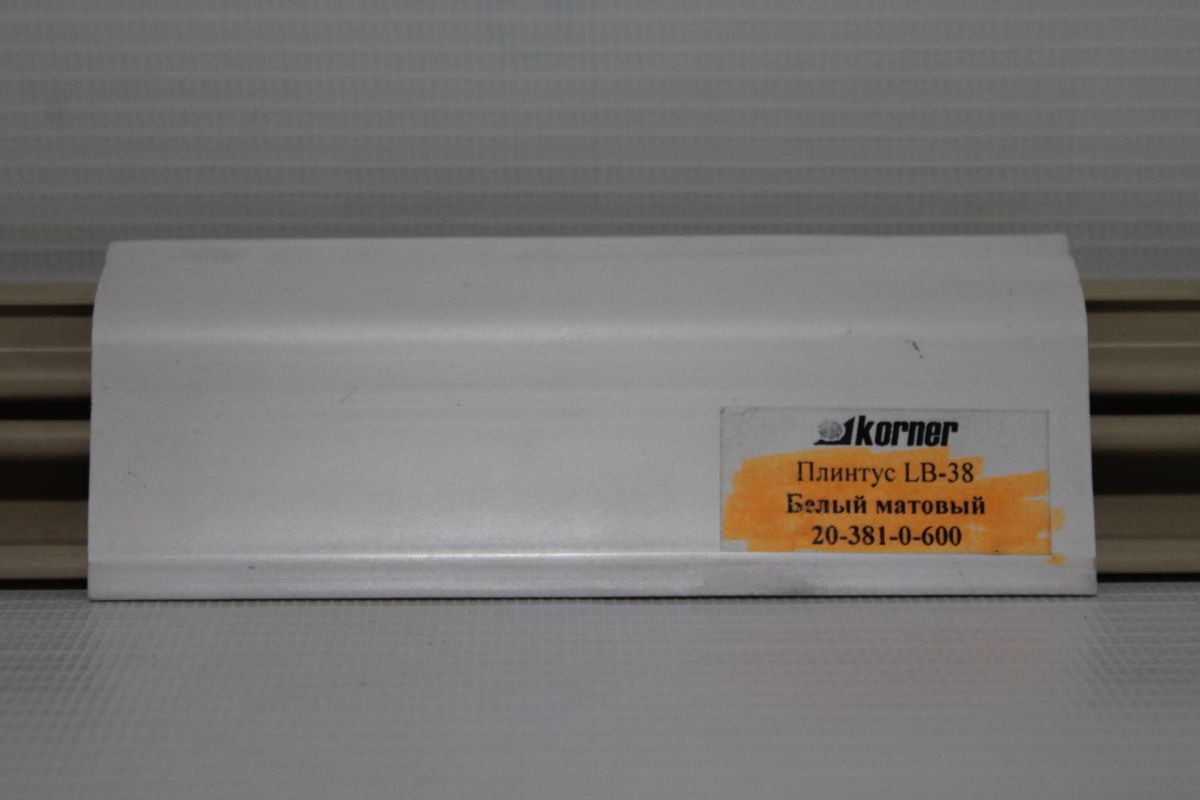 korner
Плинтус LB-38
Белый матовый
20-381-0-600